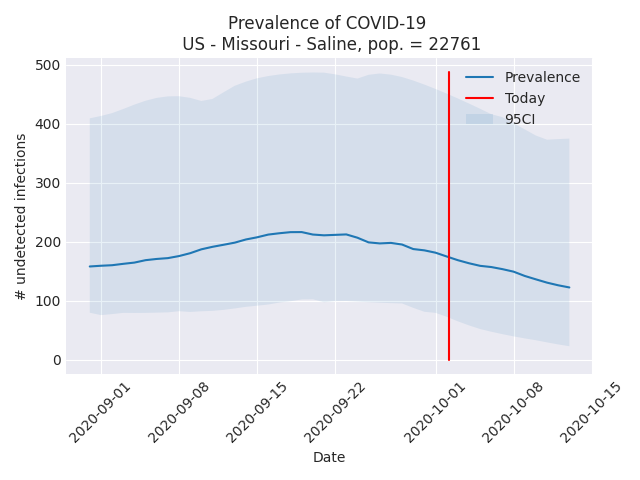 Prevalence of COVID-19
US - Missouri - Saline, pop. = 22761
# undetected infections
500
400
300
200
100
0
Prevalence
Today
95CI
2020-09-01
2020-09-08
2020-09-15
2020-09-22
2020-10-01
2020-10-08
2020-10-15
Date